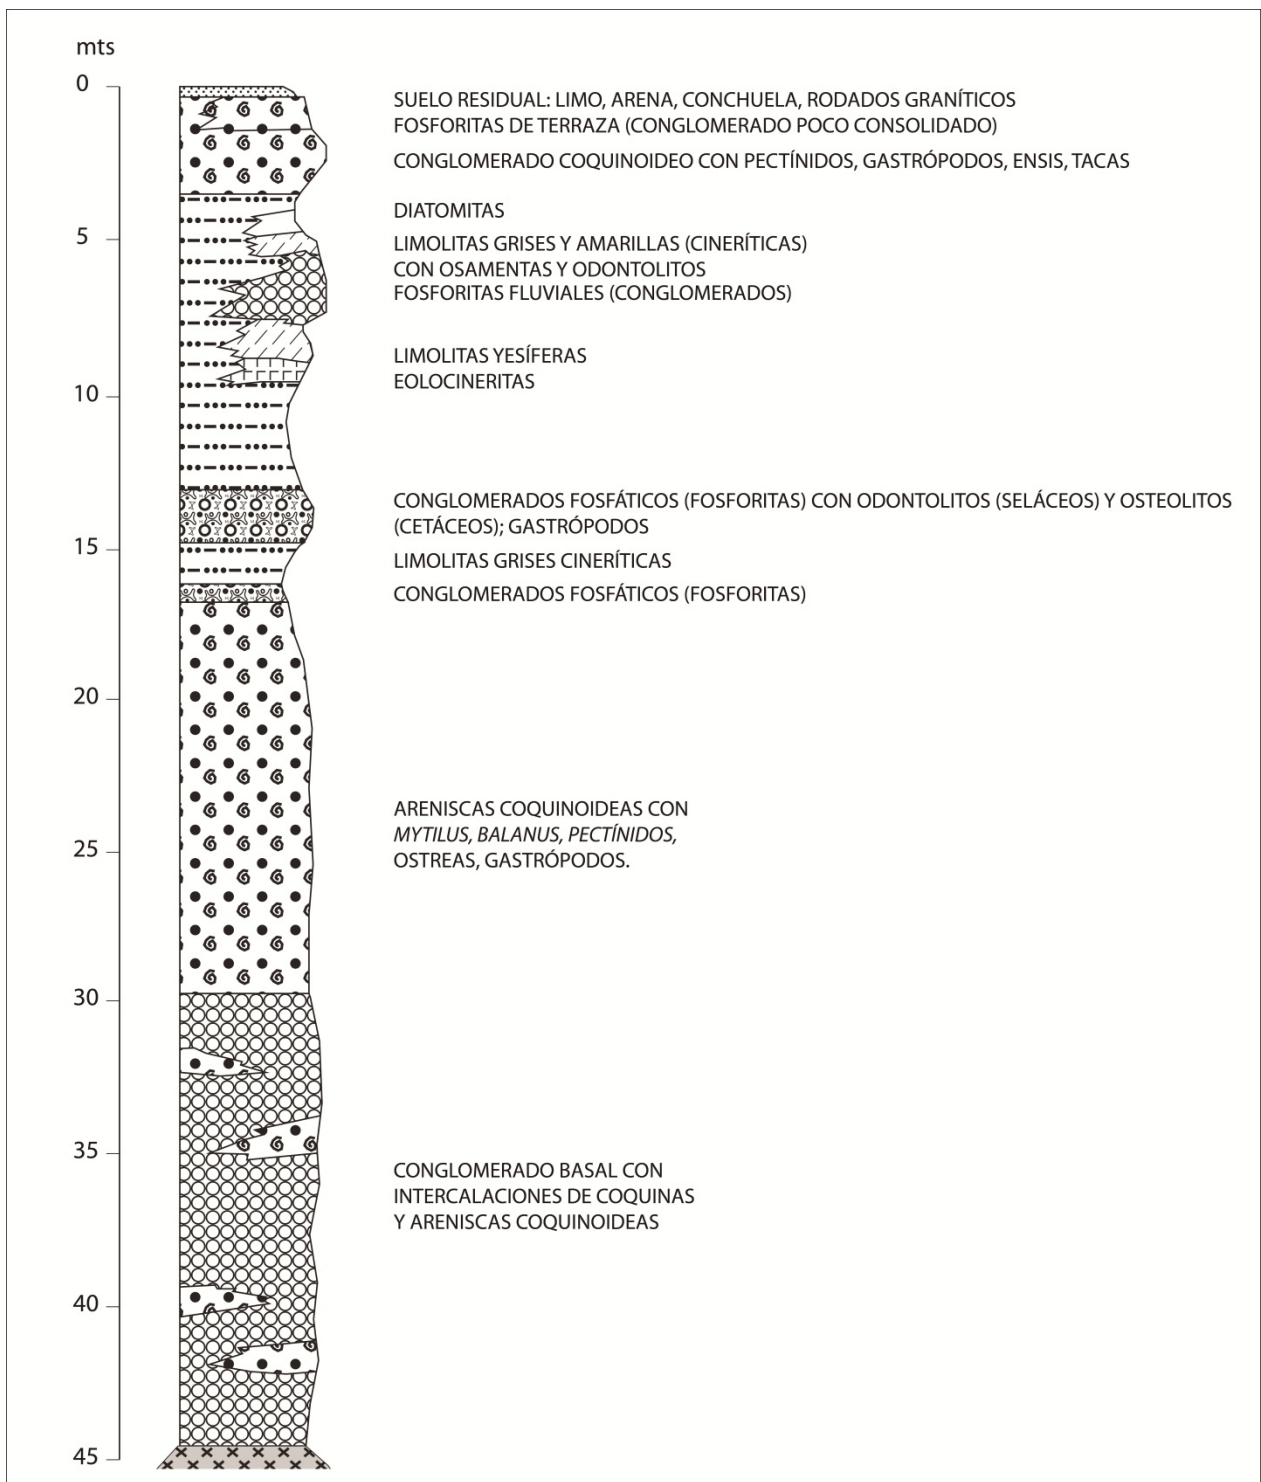 mts
0
SUELO RESIDUAL: LIMO, ARENA, CONCHUELA, RODADOS GRANÍTICOS
FOSFORITAS DE TERRAZA (CONGLOMERADO POCO CONSOLIDADO)
CONGLOMERADO COQUINOIDEO CON PECTÍNIDOS, GASTRÓPODOS, ENSIS, TACAS
DIATOMITAS
5
LIMOLITAS GRISES Y AMARILLAS (CINERÍTICAS)
CON OSAMENTAS Y ODONTOLITOS
FOSFORITAS FLUVIALES (CONGLOMERADOS)
LIMOLITAS YESÍFERAS
EOLOCINERITAS
10
CONGLOMERADOS FOSFÁTICOS (FOSFORITAS) CON ODONTOLITOS (SELÁCEOS) Y OSTEOLITOS
(CETÁCEOS); GASTRÓPODOS
15
LIMOLITAS GRISES CINERÍTICAS
CONGLOMERADOS FOSFÁTICOS (FOSFORITAS)
20
ARENISCAS COQUINOIDEAS CON
MYTILUS, BALANUS, PECTÍNIDOS,
25
OSTREAS, GASTRÓPODOS.
30
35
CONGLOMERADO BASAL CON
INTERCALACIONES DE COQUINAS
Y ARENISCAS COQUINOIDEAS
40
45